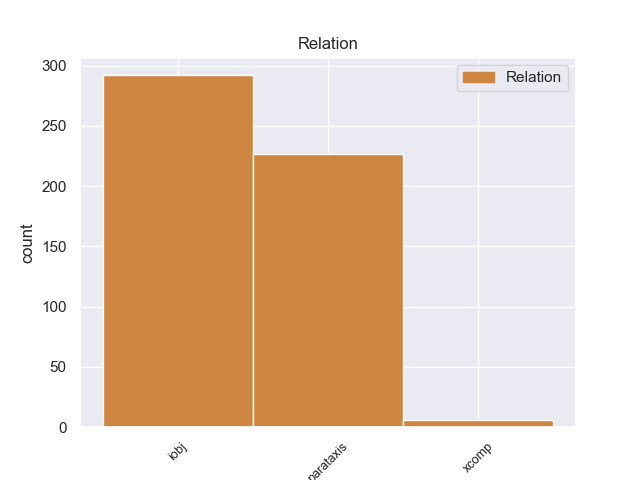 Relation
Relation
count
300
250
200
150
100
50
0
iobj
parataxis
xcomp